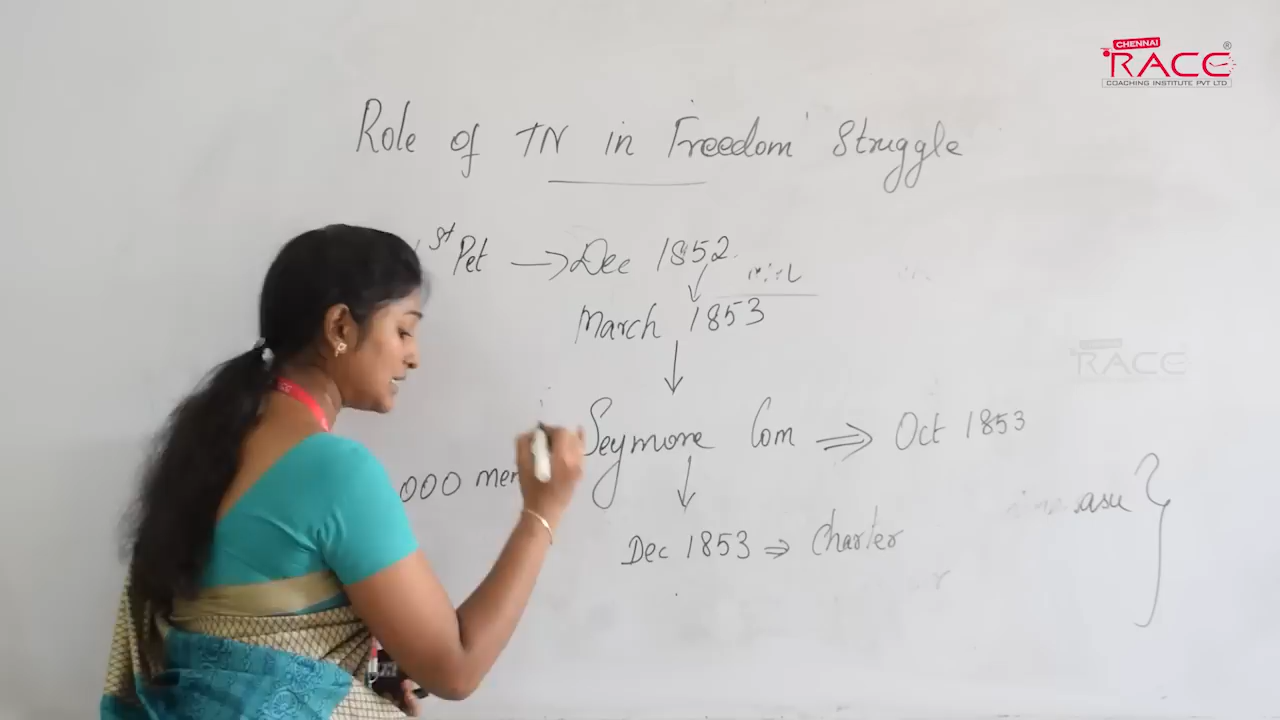 CHENNAI
RACE ®
COACHING INSTITUTE PVT LTD
Role of TN in Freedom Struggle
st Pet → Dec 1852
March 1853
RACE
Seymore Com ⇒ Oct 1853
000 mem
Dec 1853 ⇒ Charter